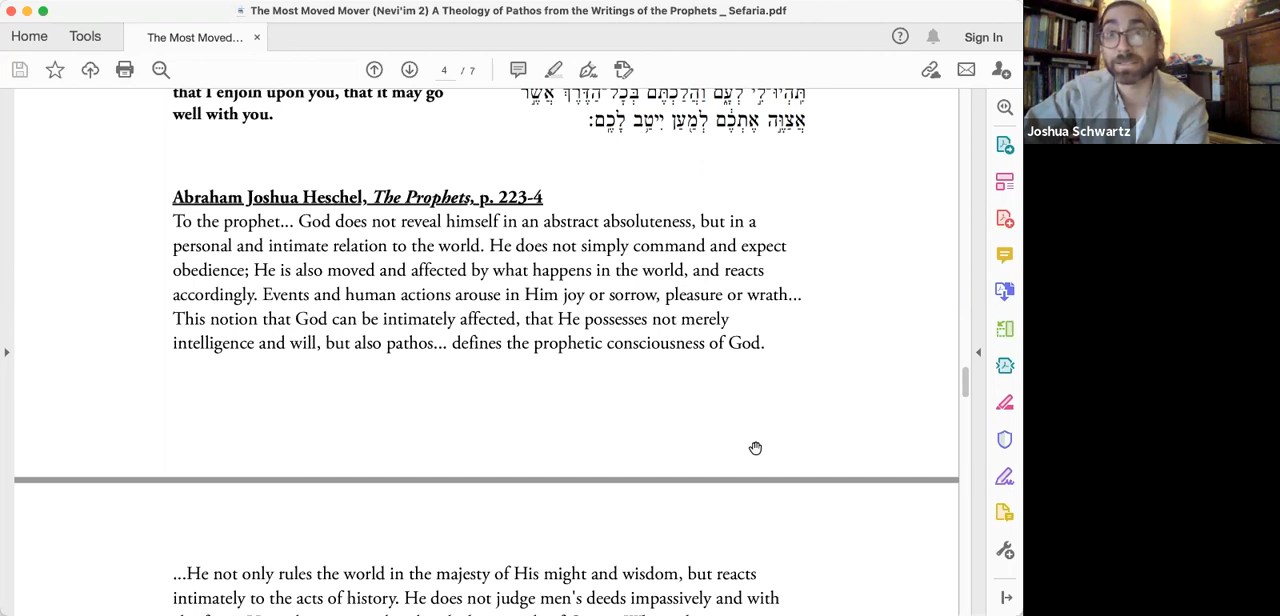 The Most Moved Mover (Nevi'im 2) A Theology of Pathos from the Writings of the Prophets _ Sefaria.pdf
Home Tools The Most Moved... × Sign In
4 / 7
that I enjoin upon you, that it may go
well with you.
תִּהְיוּ־לִ֣י לְעָ֑ם וַהֲלַכְתֶּ֗ם בְּכׇל־הַדֶּ֙רֶךְ֙ אֲשֶׁ֣ר
אֲצַוֶּ֣ה אֶתְכֶ֔ם לְמַ֖עַן יִיטַ֥ב לָכֶֽם׃
Abraham Joshua Heschel, The Prophets, p. 223-4
To the prophet... God does not reveal himself in an abstract absoluteness, but in a
personal and intimate relation to the world. He does not simply command and expect
obedience; He is also moved and affected by what happens in the world, and reacts
accordingly. Events and human actions arouse in Him joy or sorrow, pleasure or wrath...
This notion that God can be intimately affected, that He possesses not merely
intelligence and will, but also pathos... defines the prophetic consciousness of God.
...He not only rules the world in the majesty of His might and wisdom, but reacts
intimately to the acts of history. He does not judge men's deeds impassively and with
Joshua Schwartz